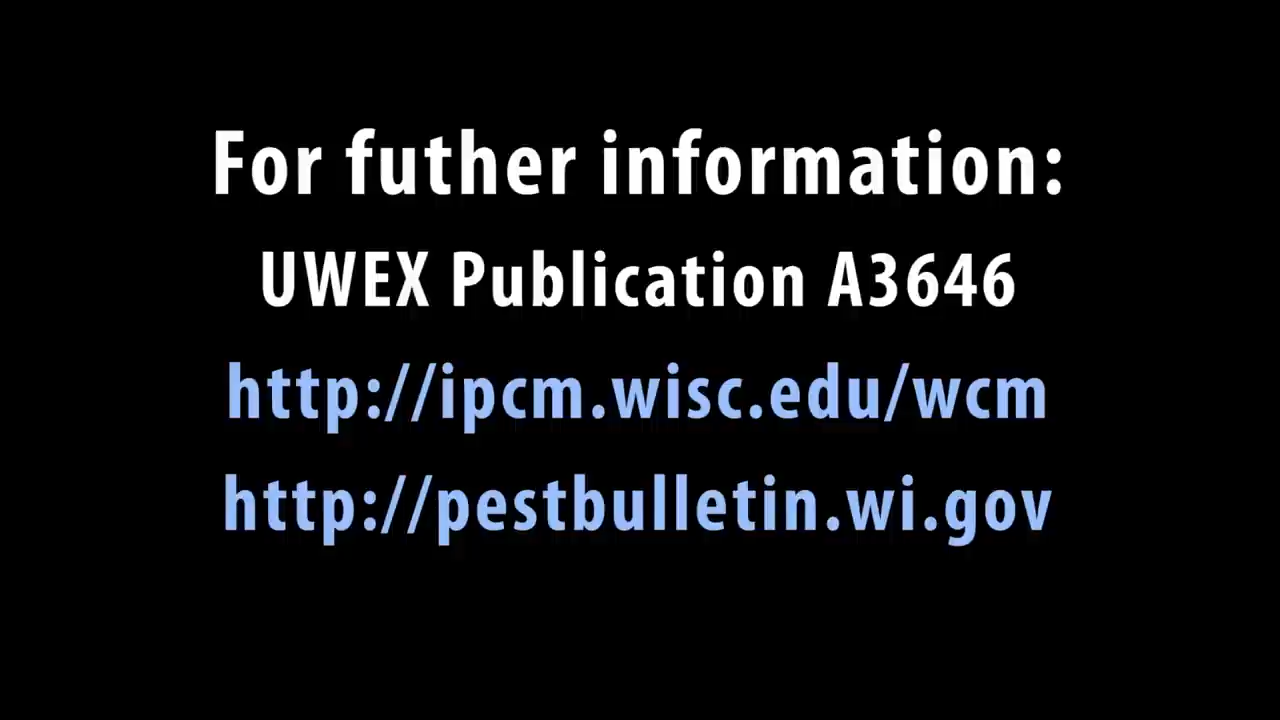 For futher information:
UWEX Publication A3646
http://ipcm.wisc.edu/wcm
http://pestbulletin.wi.gov